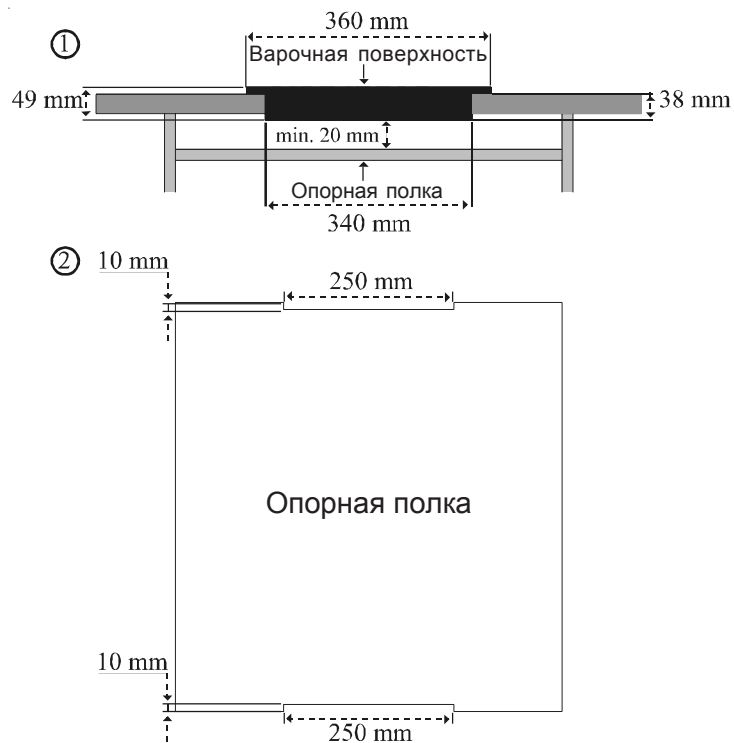 1
360 mm
Варочная поверхность
49 mm
38 mm
min. 20 mm
Опорная полка
340 mm
2
10 mm
250 mm
Опорная полка
10 mm
250 mm